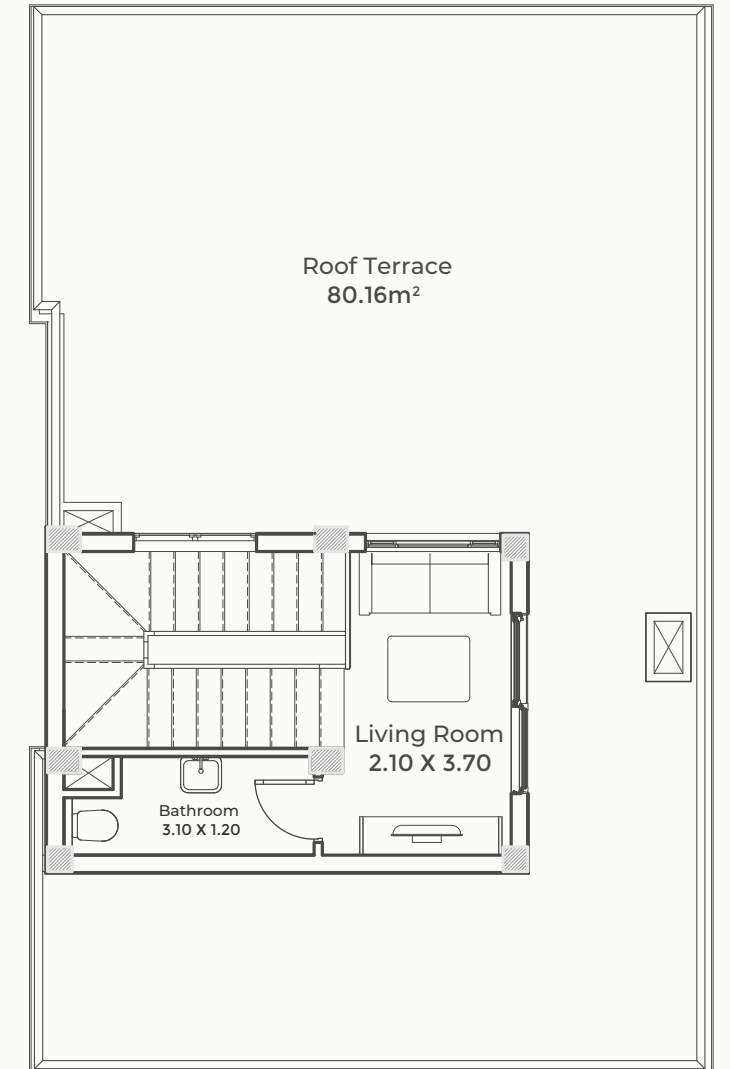 Roof Terrace
80.16m²
Living Room
2.10 X 3.70
Bathroom
3.10 X 1.20